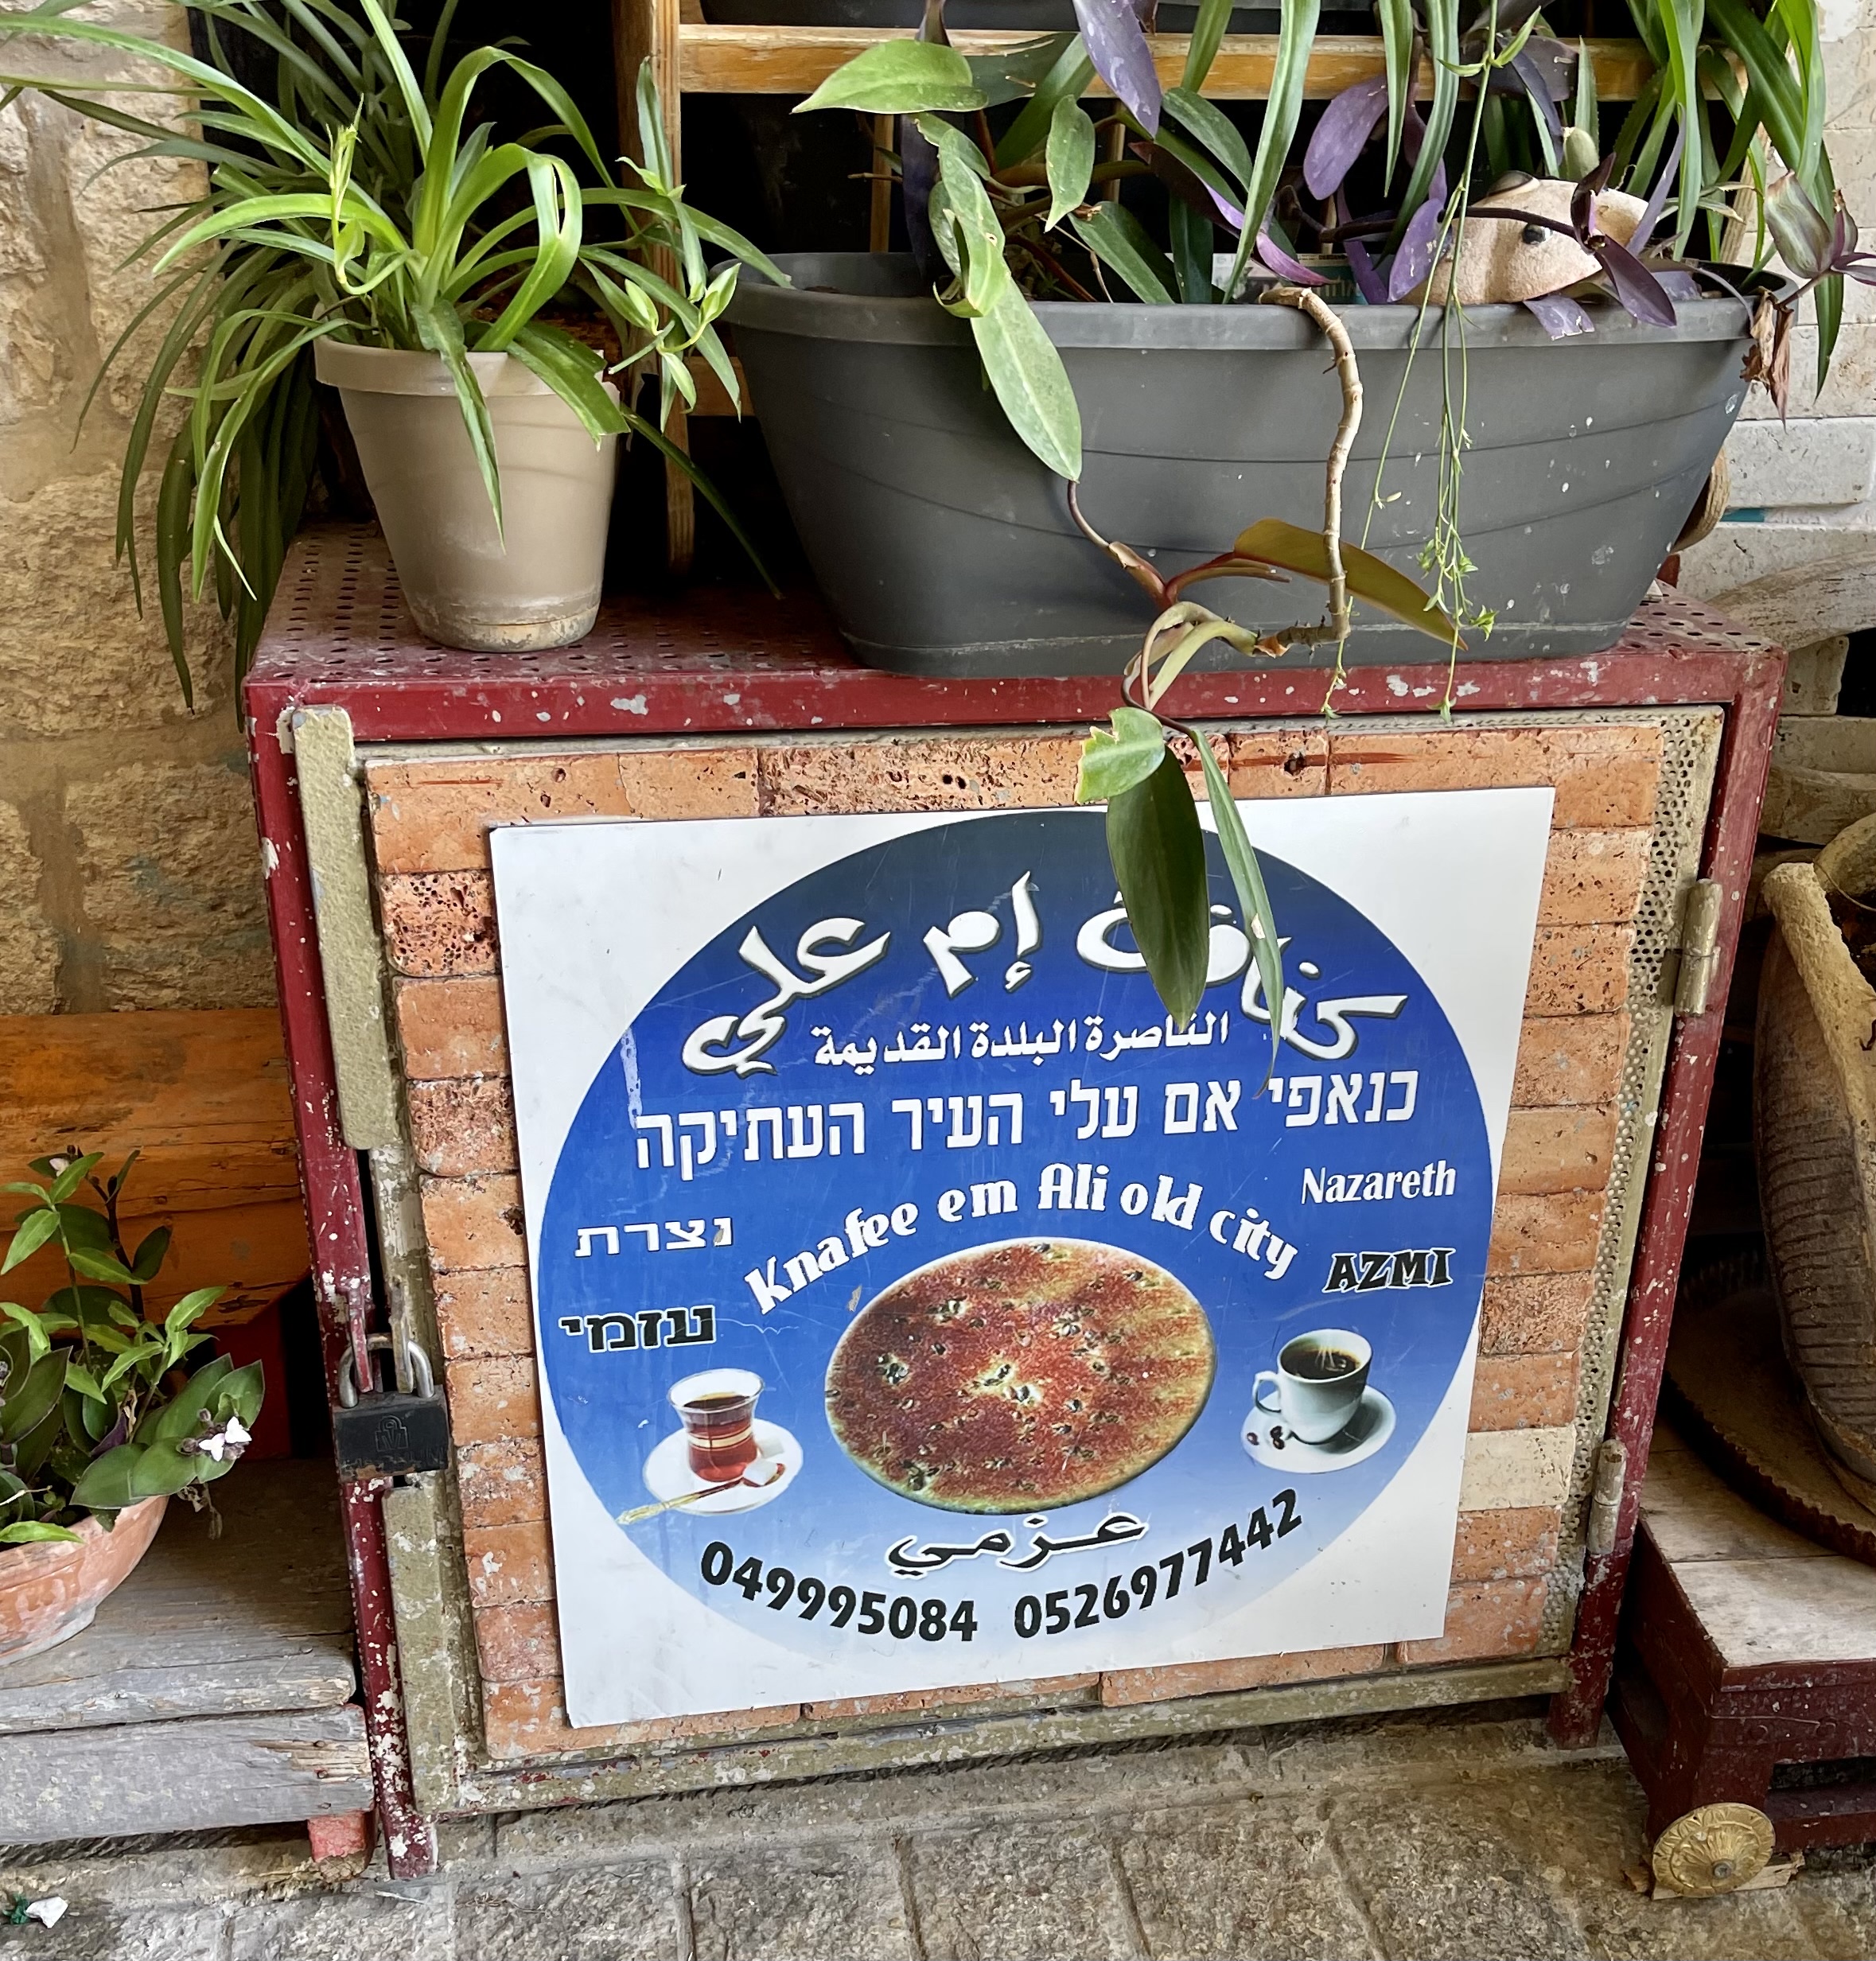 كنافة إم علي
الناصرة البلدة القديمة
כנאפי אם עלי העיר העתיקה
Knafee em Ali old city
Nazareth
נצרת
AZMI
עזמי
عزمي
049995084 0526977442